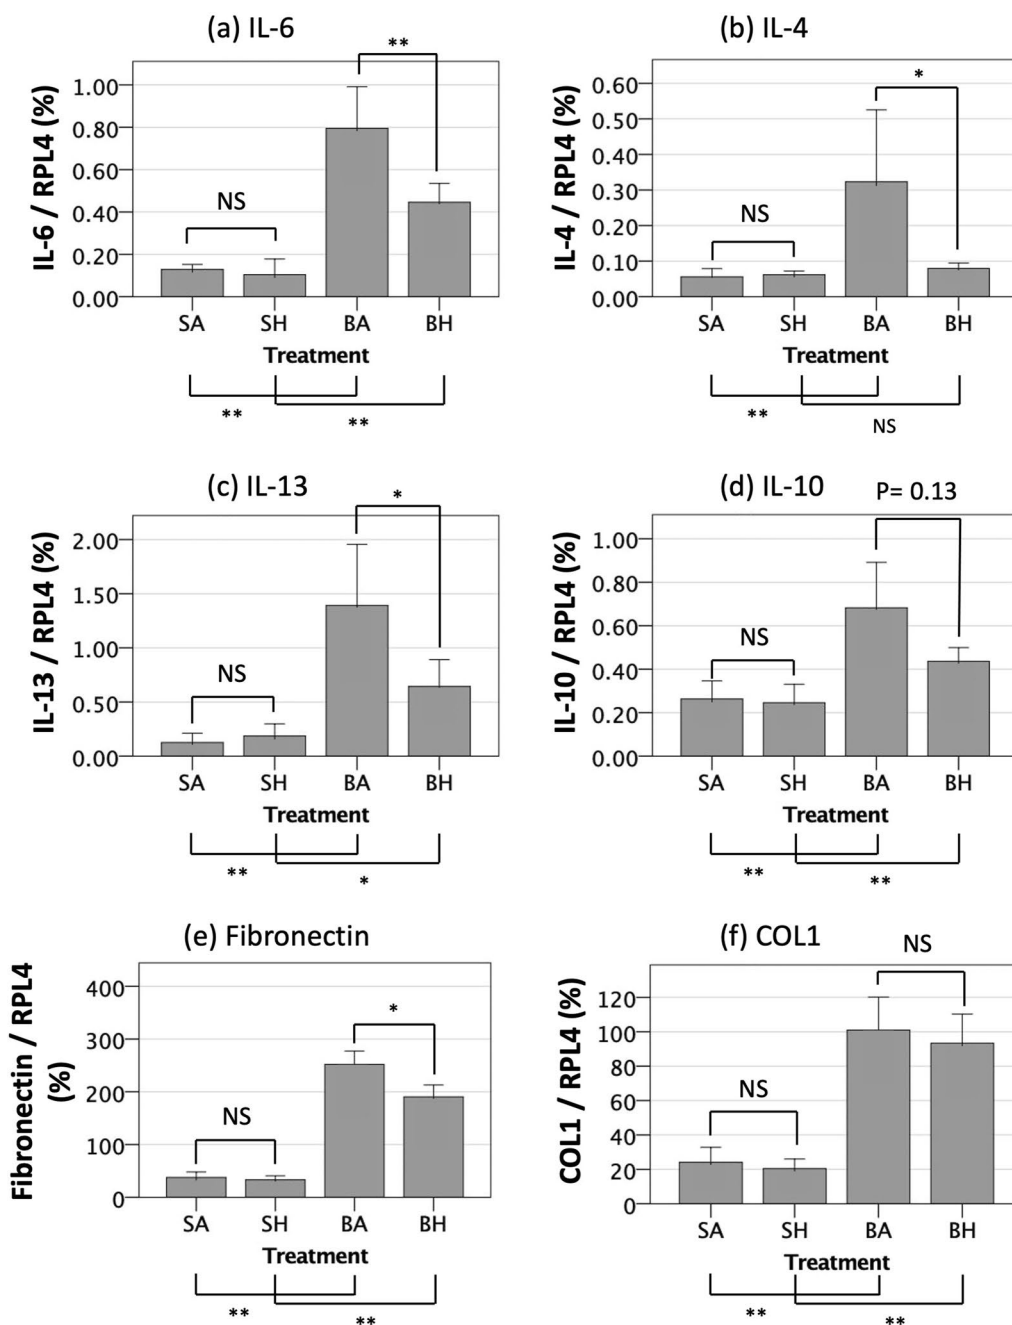 (a) IL-6
**
IL-6 / RPL4 (%)
1.00
0.80
0.60
0.40
0.20
0.00
NS
SA SH BA BH
Treatment
**
**
(b) IL-4
*
IL-4 / RPL4 (%)
0.60
0.50
0.40
0.30
0.20
0.10
0.00
NS
SA SH BA BH
Treatment
**
NS
(c) IL-13
*
IL-13 / RPL4 (%)
2.00
1.50
1.00
0.50
0.00
NS
SA SH BA BH
Treatment
**
*
(d) IL-10
P= 0.13
IL-10 / RPL4 (%)
1.00
0.80
0.60
0.40
0.20
0.00
NS
SA SH BA BH
Treatment
**
**
(e) Fibronectin
*
Fibronectin / RPL4
(%)
400
300
200
100
0
NS
SA SH BA BH
Treatment
**
**
(f) COL1
NS
COL1 / RPL4 (%)
120
100
80
60
40
20
0
NS
SA SH BA BH
Treatment
**
**